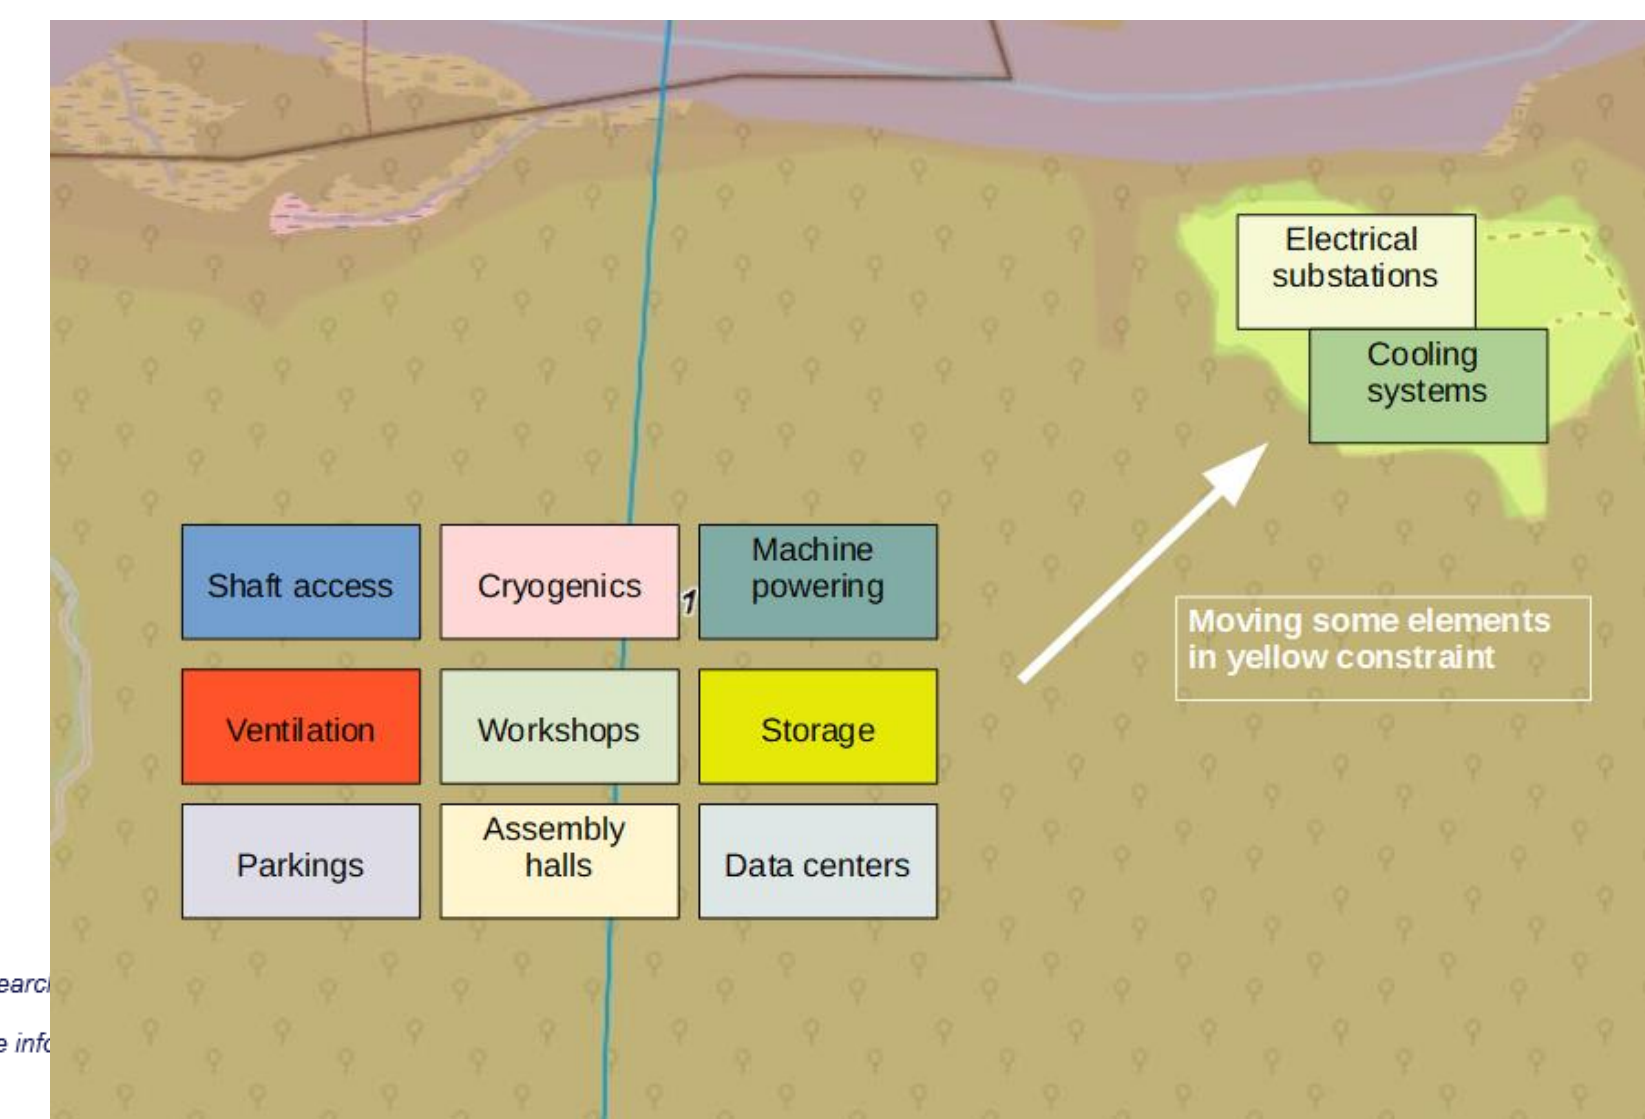 Electrical
substations
Cooling
systems
Shaft access
Cryogenics
1
Machine
powering
Moving some elements
in yellow constraint
Ventilation
Workshops
Storage
Parkings
Assembly
halls
Data centers